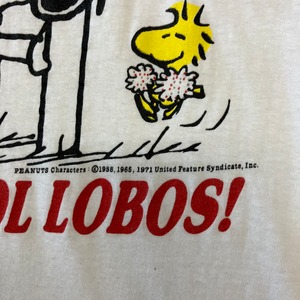 PEANUTS Characters: ©1958, 1965, 1971 United Feature Syndicate, Inc.
OL LOBOS!